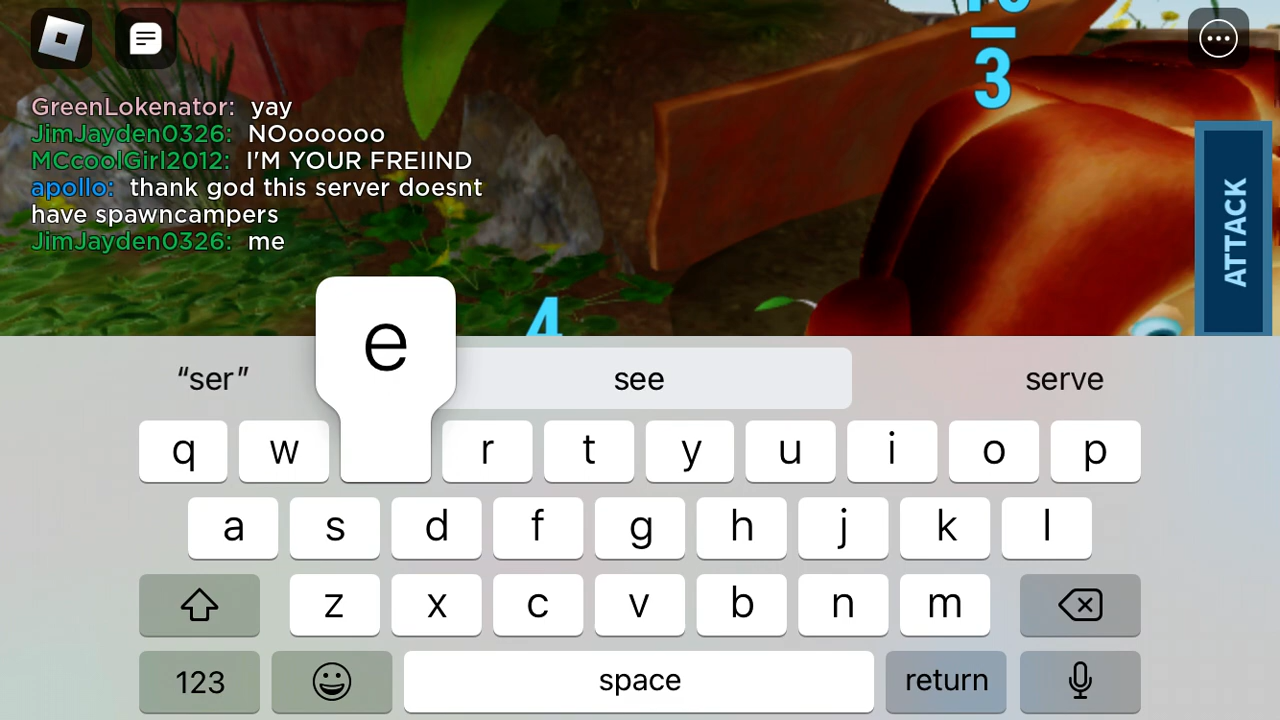 3
GreenLokenator: yay
JimJayden0326: NOoooooo
MCcoolGirl2012: I'M YOUR FREIIND
apollo: thank god this server doesnt
have spawncampers
JimJayden0326: me
ATTACK
4
e
“ser” see serve
q w r t y u i o p
a s d f g h j k l
z x c v b n m
123 space return